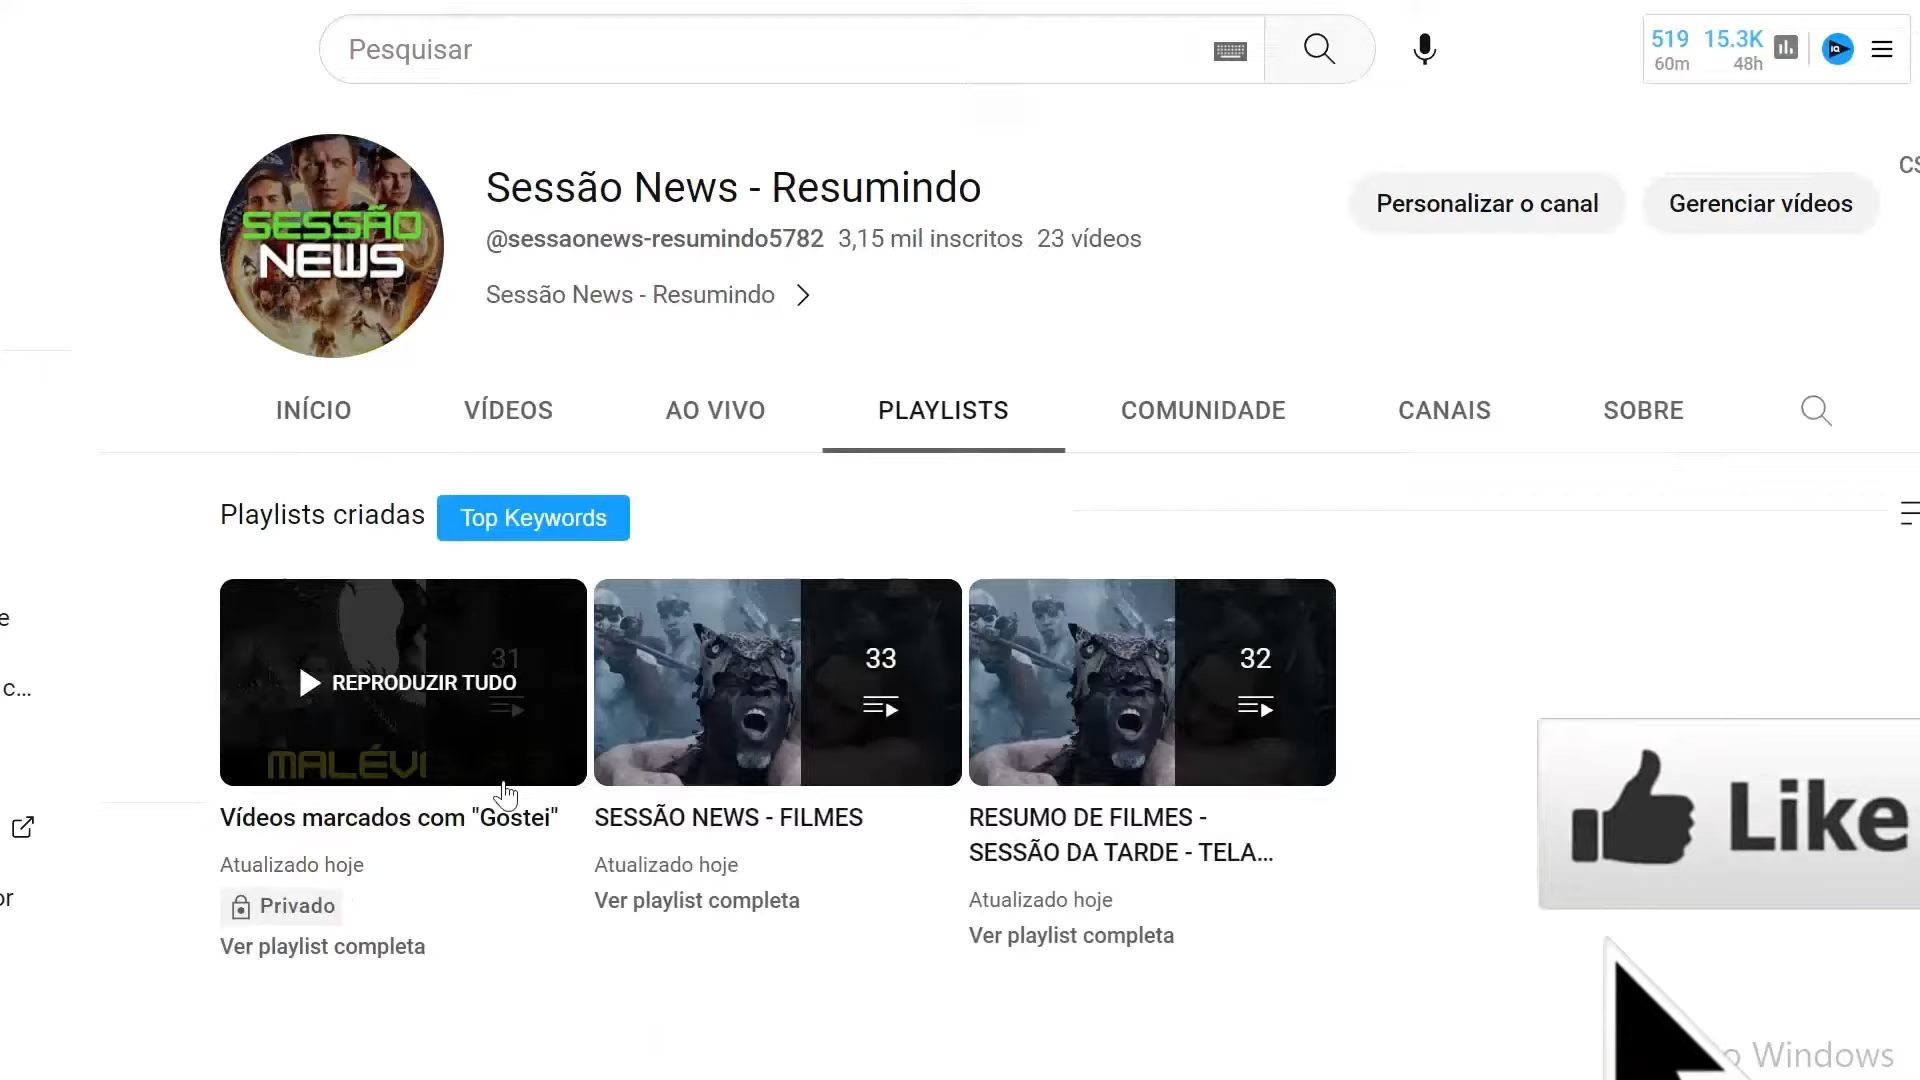 Pesquisar
519 15.3K
60m 48h
Sessão News - Resumindo
@sessaonews-resumindo5782 3,15 mil inscritos 23 vídeos
Sessão News - Resumindo
Personalizar o canal
Gerenciar vídeos
SESSÃO
NEWS
INÍCIO VÍDEOS AO VIVO PLAYLISTS COMUNIDADE CANAIS SOBRE
Playlists criadas
Top Keywords
31
REPRODUZIR TUDO
33
32
Vídeos marcados com "Gostei"
Atualizado hoje
Privado
Ver playlist completa
SESSÃO NEWS - FILMES
Atualizado hoje
Ver playlist completa
RESUMO DE FILMES -
SESSÃO DA TARDE - TELA...
Atualizado hoje
Ver playlist completa
Like
Windows